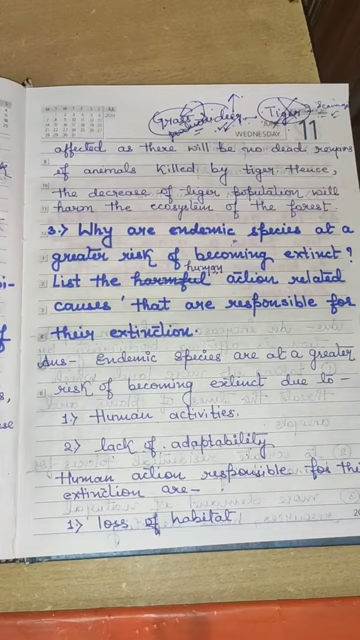 Grass
deer
Tiger
WEDNESDAY 11
affected as there will be no dead remains
of animals killed by tiger. Hence,
the decrease of tiger population will
harm the ecosystem of the forest.
3.) Why are endemic species at a
greater risk of becoming extinct?
List the harmful human action related
causes that are responsible for
their extinction.
Ans- Endemic Species are at a greater
risk of becoming extinct due to -
1.) Human activities.
2) lack of adaptability
Human action responsible for the
extinction are -
1.) loss of habitat